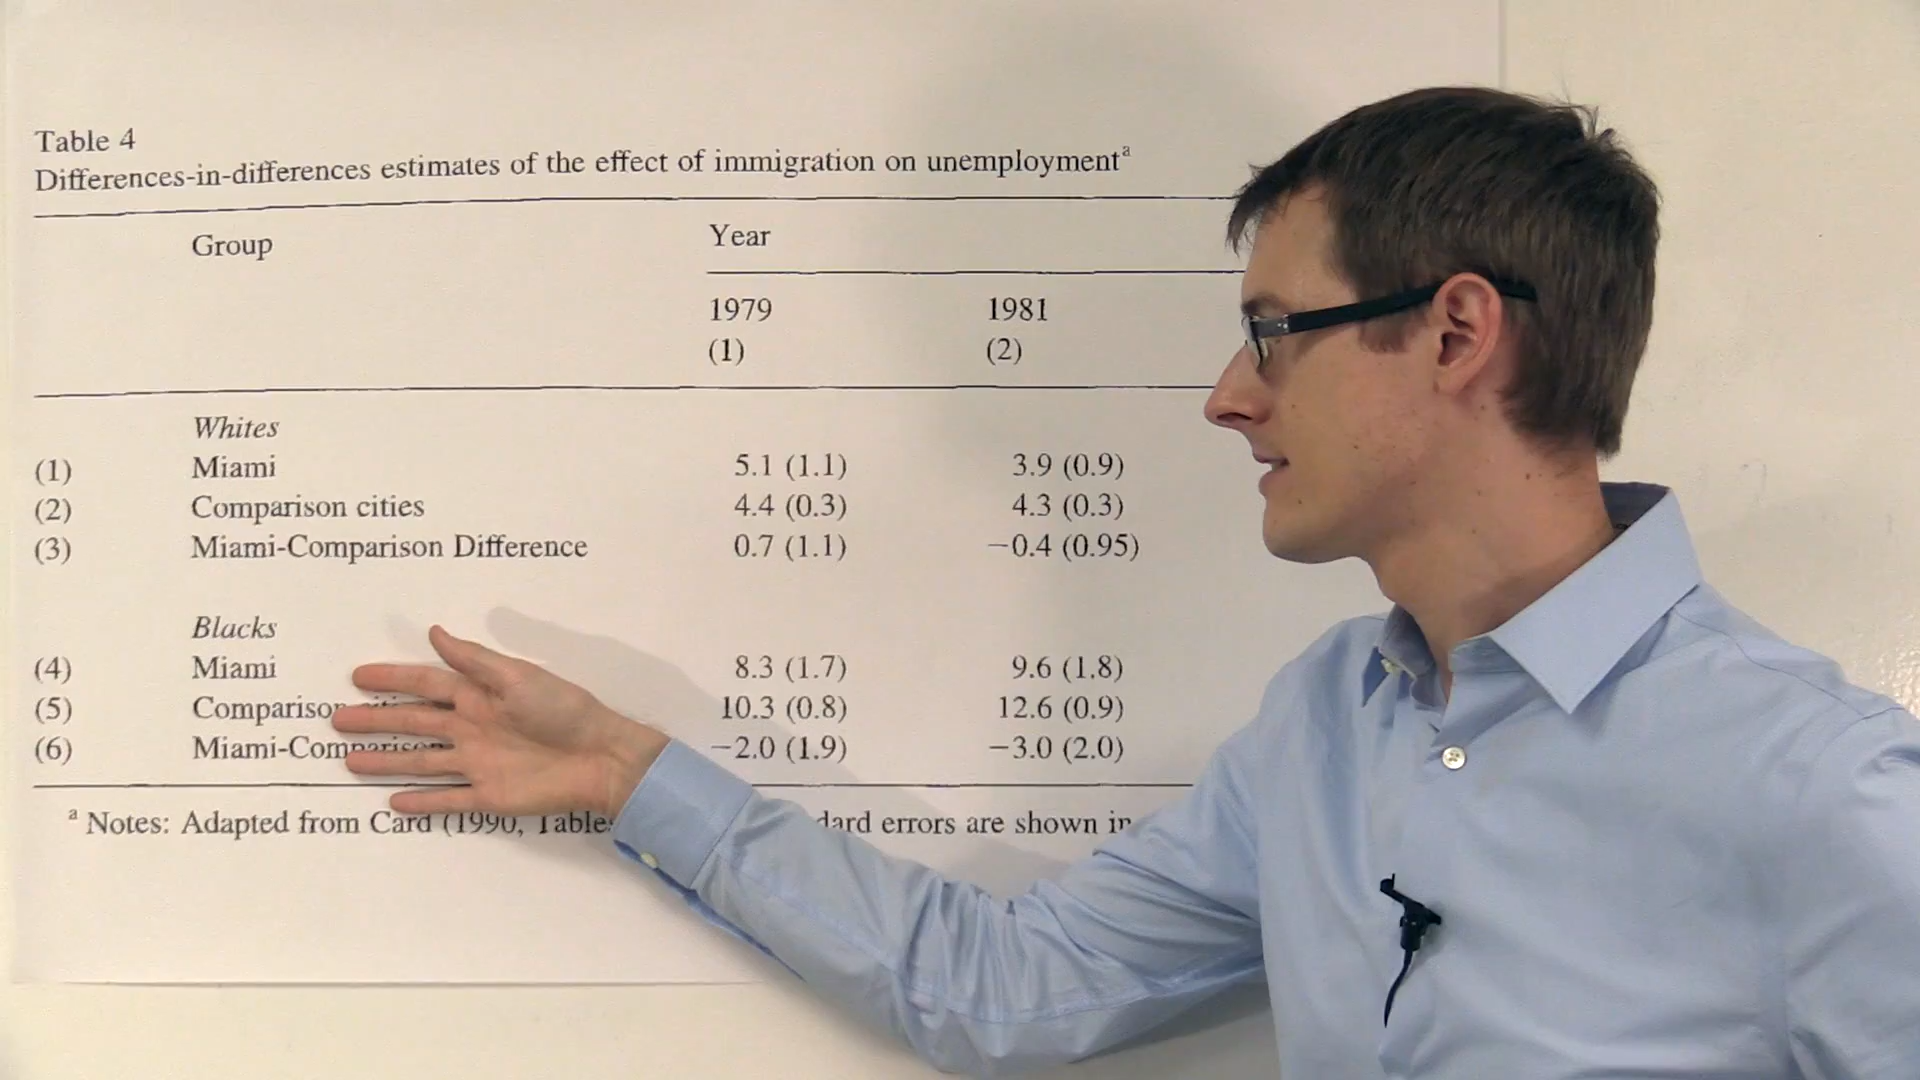 Table 4
Differences-in-differences estimates of the effect of immigration on unemploymentᵃ
Group Year
1979 1981
(1) (2)
Whites
(1) Miami 5.1 (1.1) 3.9 (0.9)
(2) Comparison cities 4.4 (0.3) 4.3 (0.3)
(3) Miami-Comparison Difference 0.7 (1.1) −0.4 (0.95)
Blacks
(4) Miami 8.3 (1.7) 9.6 (1.8)
(5) Comparison 10.3 (0.8) 12.6 (0.9)
(6) Miami-Comparison −2.0 (1.9) −3.0 (2.0)
ᵃ Notes: Adapted from Card (1990, Tables errors are shown in